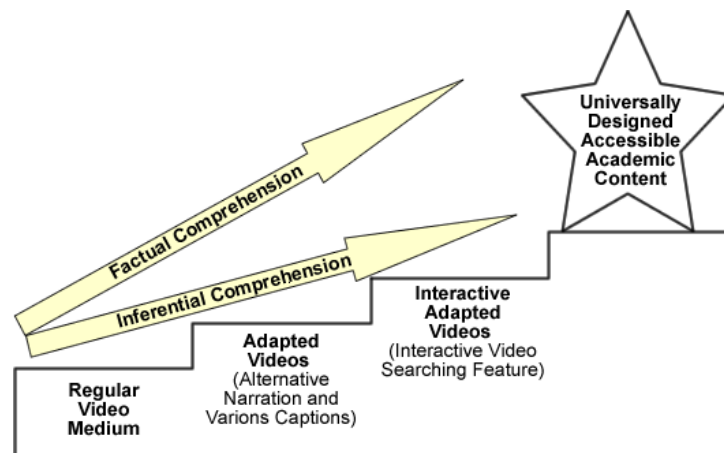 Universally
Designed
Accessible
Academic
Content
Factual Comprehension
Inferential Comprehension
Interactive
Adapted
Videos
(Interactive Video
Searching Feature)
Adapted
Videos
(Alternative
Narration and
Varions Captions)
Regular
Video
Medium